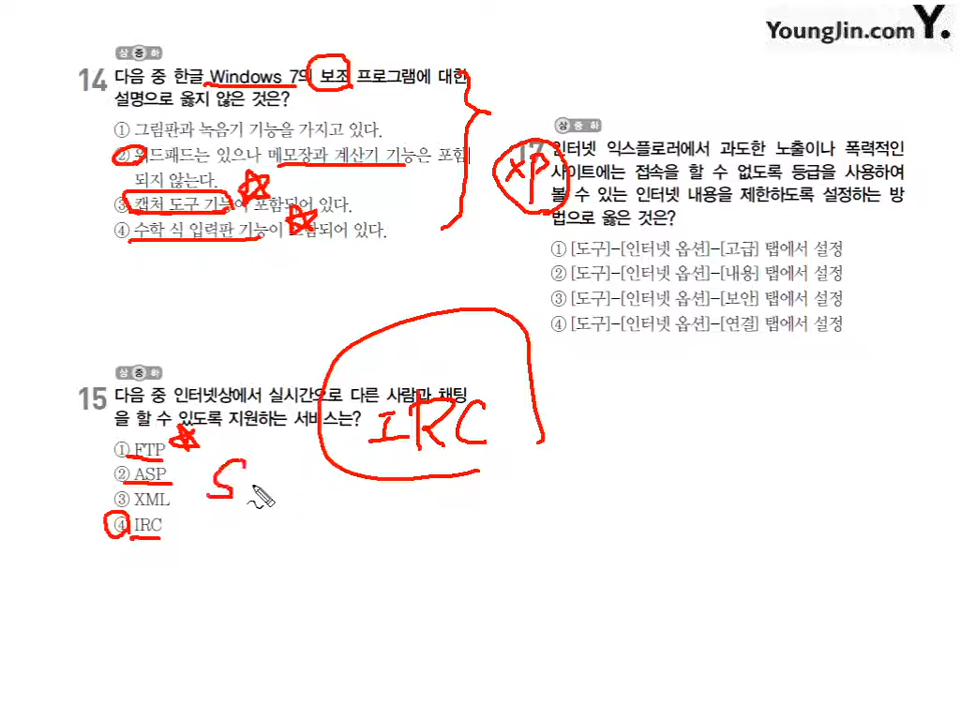 YoungJin.com Y.
상 중 하
14 다음 중 한글 Windows 7의 보조 프로그램에 대한
설명으로 옳지 않은 것은?
① 그림판과 녹음기 기능을 가지고 있다.
② 워드패드는 있으나 메모장과 계산기 기능은 포함
되지 않는다.
③ 캡처 도구 기능이 포함되어 있다.
④ 수학 식 입력판 기능이 포함되어 있다.
상 중 하
15 다음 중 인터넷상에서 실시간으로 다른 사람과 채팅
을 할 수 있도록 지원하는 서비스는?
① FTP
② ASP
③ XML
④ IRC
IRC
S
XP
상 중 하
17 인터넷 익스플로러에서 과도한 노출이나 폭력적인
사이트에는 접속을 할 수 없도록 등급을 사용하여
볼 수 있는 인터넷 내용을 제한하도록 설정하는 방
법으로 옳은 것은?
① [도구]-[인터넷 옵션]-[고급] 탭에서 설정
② [도구]-[인터넷 옵션]-[내용] 탭에서 설정
③ [도구]-[인터넷 옵션]-[보안] 탭에서 설정
④ [도구]-[인터넷 옵션]-[연결] 탭에서 설정